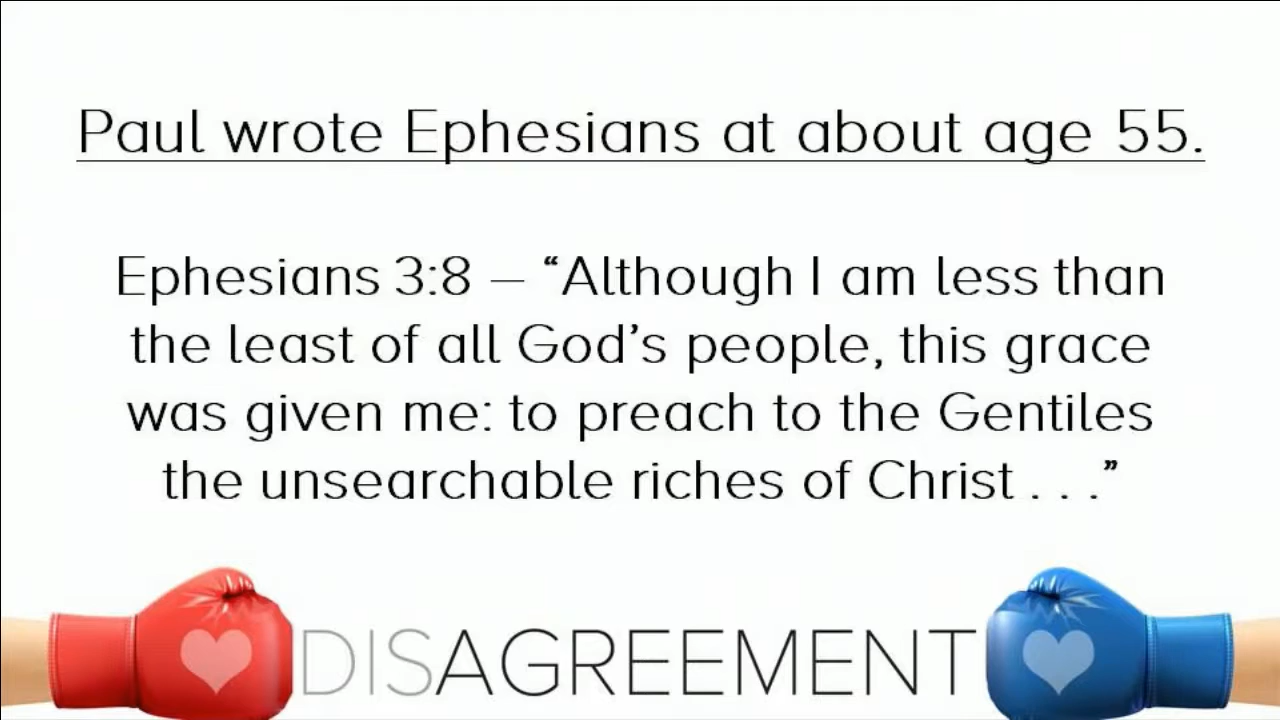 Paul wrote Ephesians at about age 55.
Ephesians 3:8 – “Although I am less than
the least of all God’s people, this grace
was given me: to preach to the Gentiles
the unsearchable riches of Christ . . .”
DISAGREEMENT